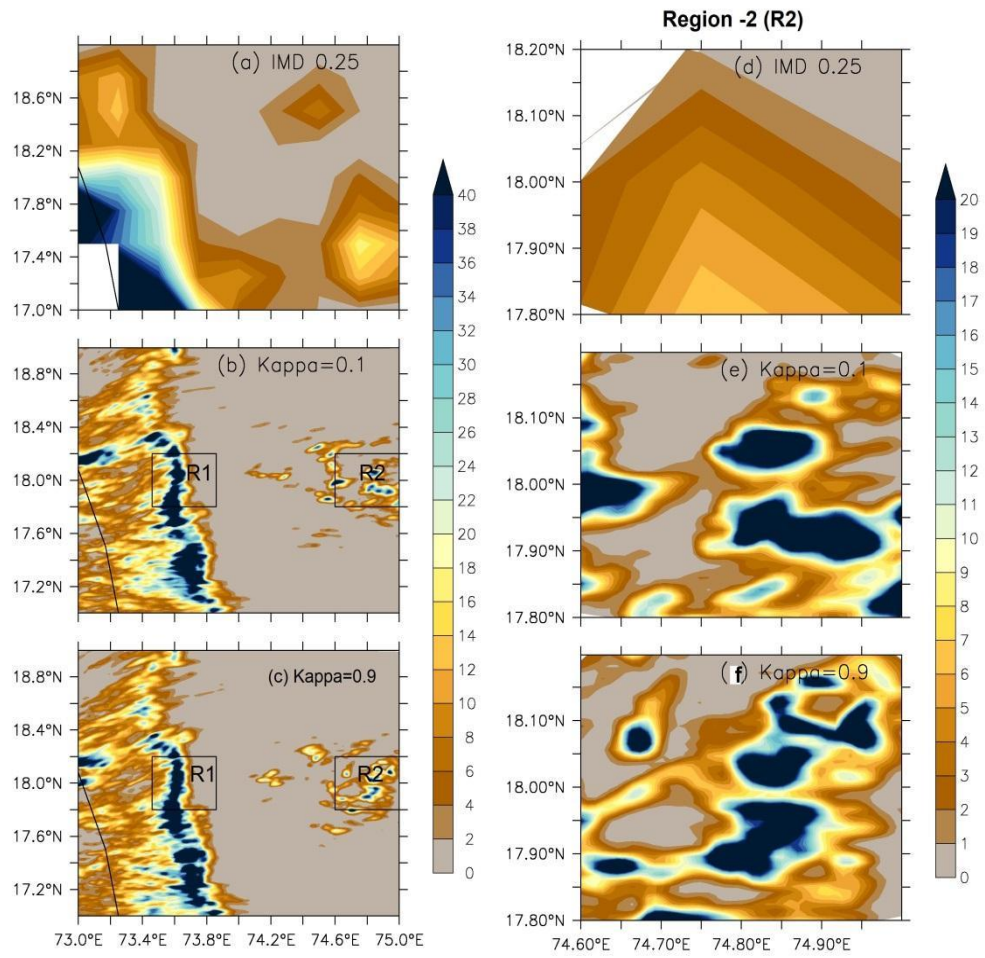 Region -2 (R2)
(a) IMD 0.25
18.6°N
18.2°N
17.8°N
17.4°N
17.0°N
(d) IMD 0.25
18.20°N
18.10°N
18.00°N
17.90°N
17.80°N
40
38
36
34
32
30
28
26
24
22
20
18
16
14
12
10
8
6
4
2
0
20
19
18
17
16
15
14
13
12
11
10
9
8
7
6
5
4
3
2
1
0
(b) Kappa=0.1
18.8°N
18.4°N
18.0°N
17.6°N
17.2°N
R1
R2
(e) Kappa=0.1
18.10°N
18.00°N
17.90°N
17.80°N
(c) Kappa=0.9
18.8°N
18.4°N
18.0°N
17.6°N
17.2°N
R1
R2
73.0°E 73.4°E 73.8°E 74.2°E 74.6°E 75.0°E
(f) Kappa=0.9
18.10°N
18.00°N
17.90°N
17.80°N
74.60°E 74.70°E 74.80°E 74.90°E